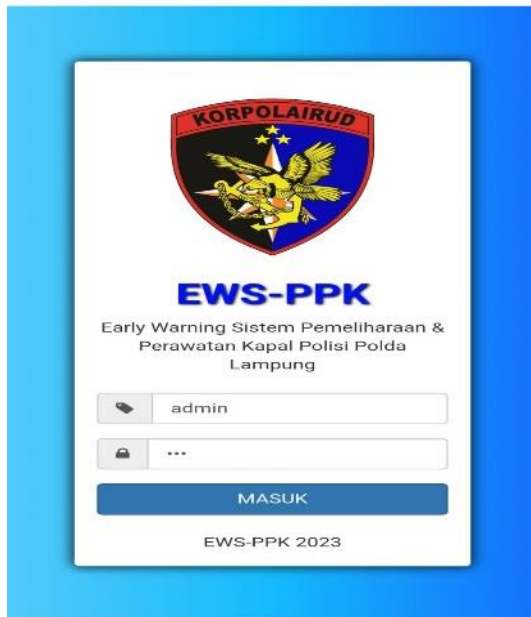 KORPOLAIRUD
EWS-PPK
Early Warning Sistem Pemeliharaan &
Perawatan Kapal Polisi Polda
Lampung
admin
•••
MASUK
EWS-PPK 2023